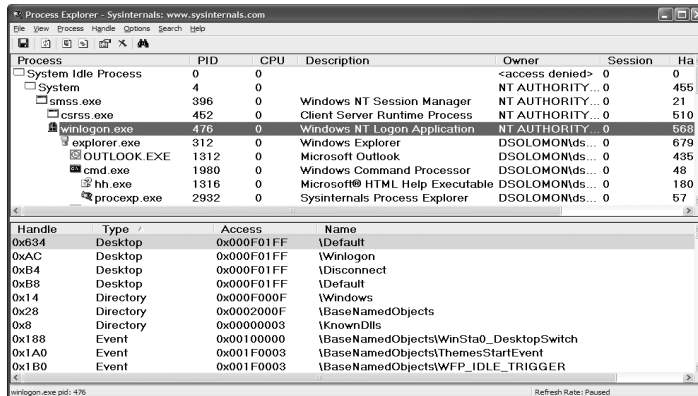 Process Explorer - Sysinternals: www.sysinternals.com
File View Process Handle Options Search Help
Process PID CPU Description Owner Session Ha
System Idle Process 0 0 <access denied> 0 0
System 4 0 NT AUTHORITY... 0 455
smss.exe 396 0 Windows NT Session Manager NT AUTHORITY... 0 21
csrss.exe 452 0 Client Server Runtime Process NT AUTHORITY... 0 510
winlogon.exe 476 0 Windows NT Logon Application NT AUTHORITY... 0 568
explorer.exe 312 0 Windows Explorer DSOLOMON\ds... 0 679
OUTLOOK.EXE 1312 0 Microsoft Outlook DSOLOMON\ds... 0 435
cmd.exe 1980 0 Windows Command Processor DSOLOMON\ds... 0 48
hh.exe 1316 0 Microsoft® HTML Help Executable DSOLOMON\ds... 0 180
procexp.exe 2932 0 Sysinternals Process Explorer DSOLOMON\ds... 0 57
Handle Type Access Name
0x634 Desktop 0x000F01FF \Default
0xAC Desktop 0x000F01FF \Winlogon
0xB4 Desktop 0x000F01FF \Disconnect
0xB8 Desktop 0x000F01FF \Default
0x14 Directory 0x000F000F \Windows
0x28 Directory 0x0002000F \BaseNamedObjects
0x8 Directory 0x00000003 \KnownDlls
0x188 Event 0x00100000 \BaseNamedObjects\WinSta0_DesktopSwitch
0x1A0 Event 0x001F0003 \BaseNamedObjects\ThemesStartEvent
0x1B0 Event 0x001F0003 \BaseNamedObjects\WFP_IDLE_TRIGGER
winlogon.exe pid: 476 Refresh Rate: Paused